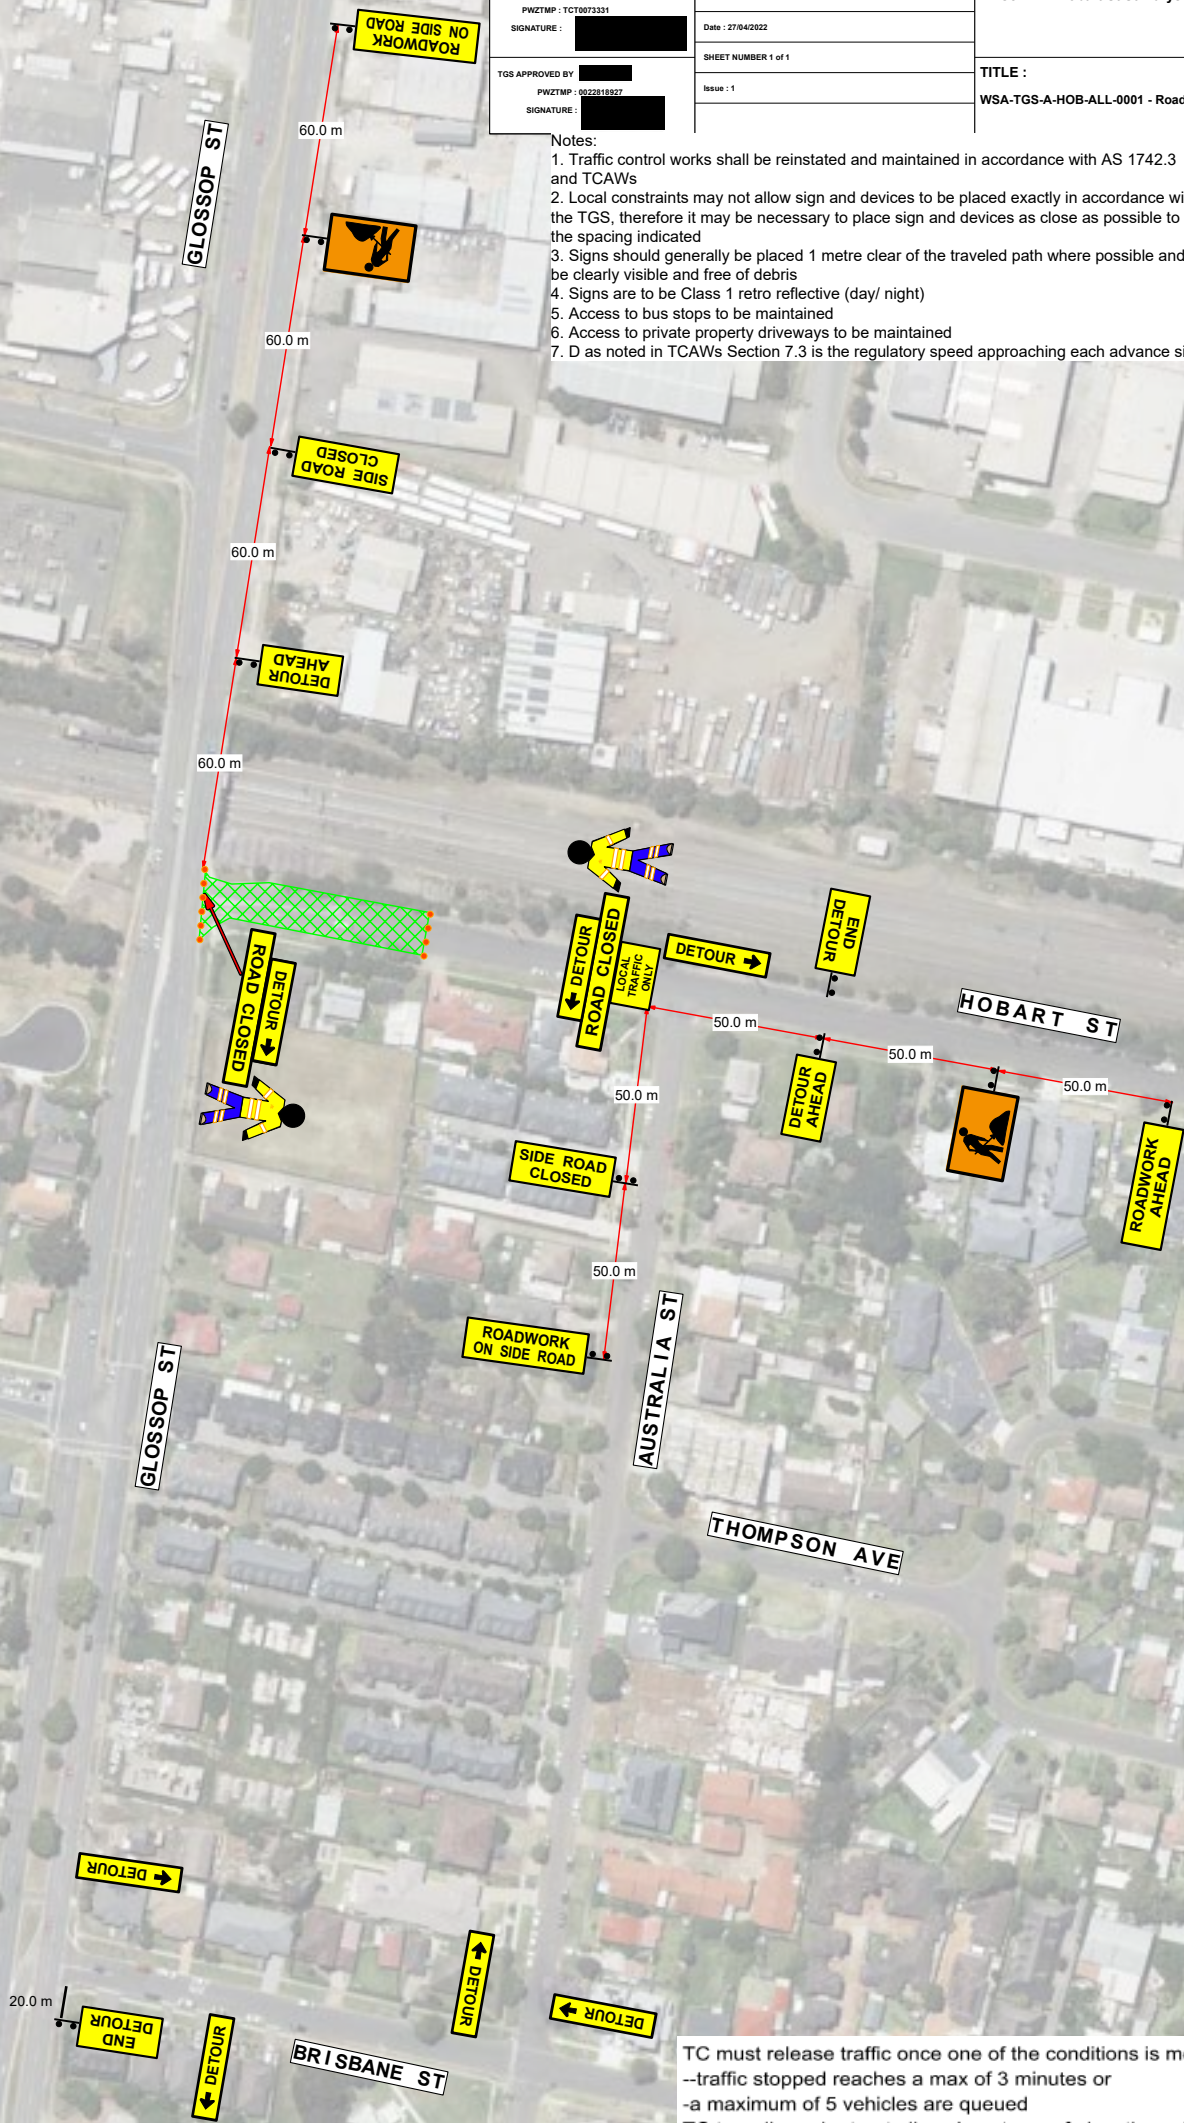 PWZTMP : TCT0073331
SIGNATURE :
TGS APPROVED BY
PWZTMP : 0022818927
SIGNATURE :
Date : 27/04/2022
SHEET NUMBER 1 of 1
Issue : 1
TITLE :
WSA-TGS-A-HOB-ALL-0001 - Road
Notes:
1. Traffic control works shall be reinstated and maintained in accordance with AS 1742.3
and TCAWs
2. Local constraints may not allow sign and devices to be placed exactly in accordance wi
the TGS, therefore it may be necessary to place sign and devices as close as possible to
the spacing indicated
3. Signs should generally be placed 1 metre clear of the traveled path where possible and
be clearly visible and free of debris
4. Signs are to be Class 1 retro reflective (day/ night)
5. Access to bus stops to be maintained
6. Access to private property driveways to be maintained
7. D as noted in TCAWs Section 7.3 is the regulatory speed approaching each advance si
ROADWORK
ON SIDE ROAD
60.0 m
GLOSSOP ST
60.0 m
SIDE ROAD
CLOSED
60.0 m
DETOUR
AHEAD
60.0 m
ROAD CLOSED
DETOUR
DETOUR
ROAD CLOSED
LOCAL
TRAFFIC
ONLY
DETOUR
END
DETOUR
HOBART ST
50.0 m
50.0 m
50.0 m
50.0 m
DETOUR
AHEAD
ROADWORK
AHEAD
SIDE ROAD
CLOSED
50.0 m
ROADWORK
ON SIDE ROAD
AUSTRALIA ST
GLOSSOP ST
THOMPSON AVE
DETOUR
DETOUR
DETOUR
20.0 m
END
DETOUR
DETOUR
BRISBANE ST
TC must release traffic once one of the conditions is m
--traffic stopped reaches a max of 3 minutes or
-a maximum of 5 vehicles are queued